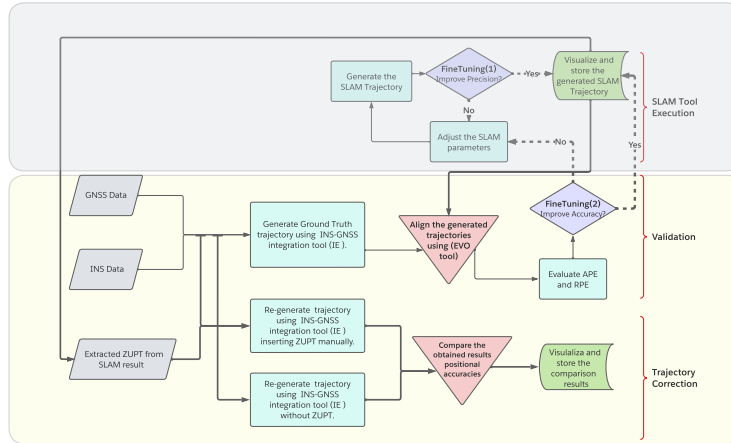 Generate the
SLAM Trajectory
FineTuning(1)
Improve Precision?
Yes
Visualize and
store the
generated SLAM
Trajectory
No
Adjust the SLAM
parameters
No
Yes
SLAM Tool
Execution
GNSS Data
INS Data
Generate Ground Truth
trajectory using INS-GNSS
integration tool (IE ).
Align the generated
trajectories
using (EVO
tool)
FineTuning(2)
Improve Accuracy?
Evaluate APE
and RPE
Validation
Extracted ZUPT from
SLAM result
Re-generate trajectory
using INS-GNSS
integration tool (IE )
inserting ZUPT manually.
Re-generate trajectory
using INS-GNSS
integration tool (IE )
without ZUPT.
Compare the
obtained results
positional
accuracies
Visulaliza and
store the
comparison
results
Trajectory
Correction